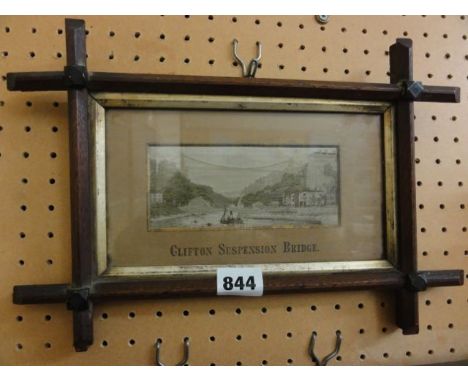 CLIFTON SUSPENSION BRIDGE.
844